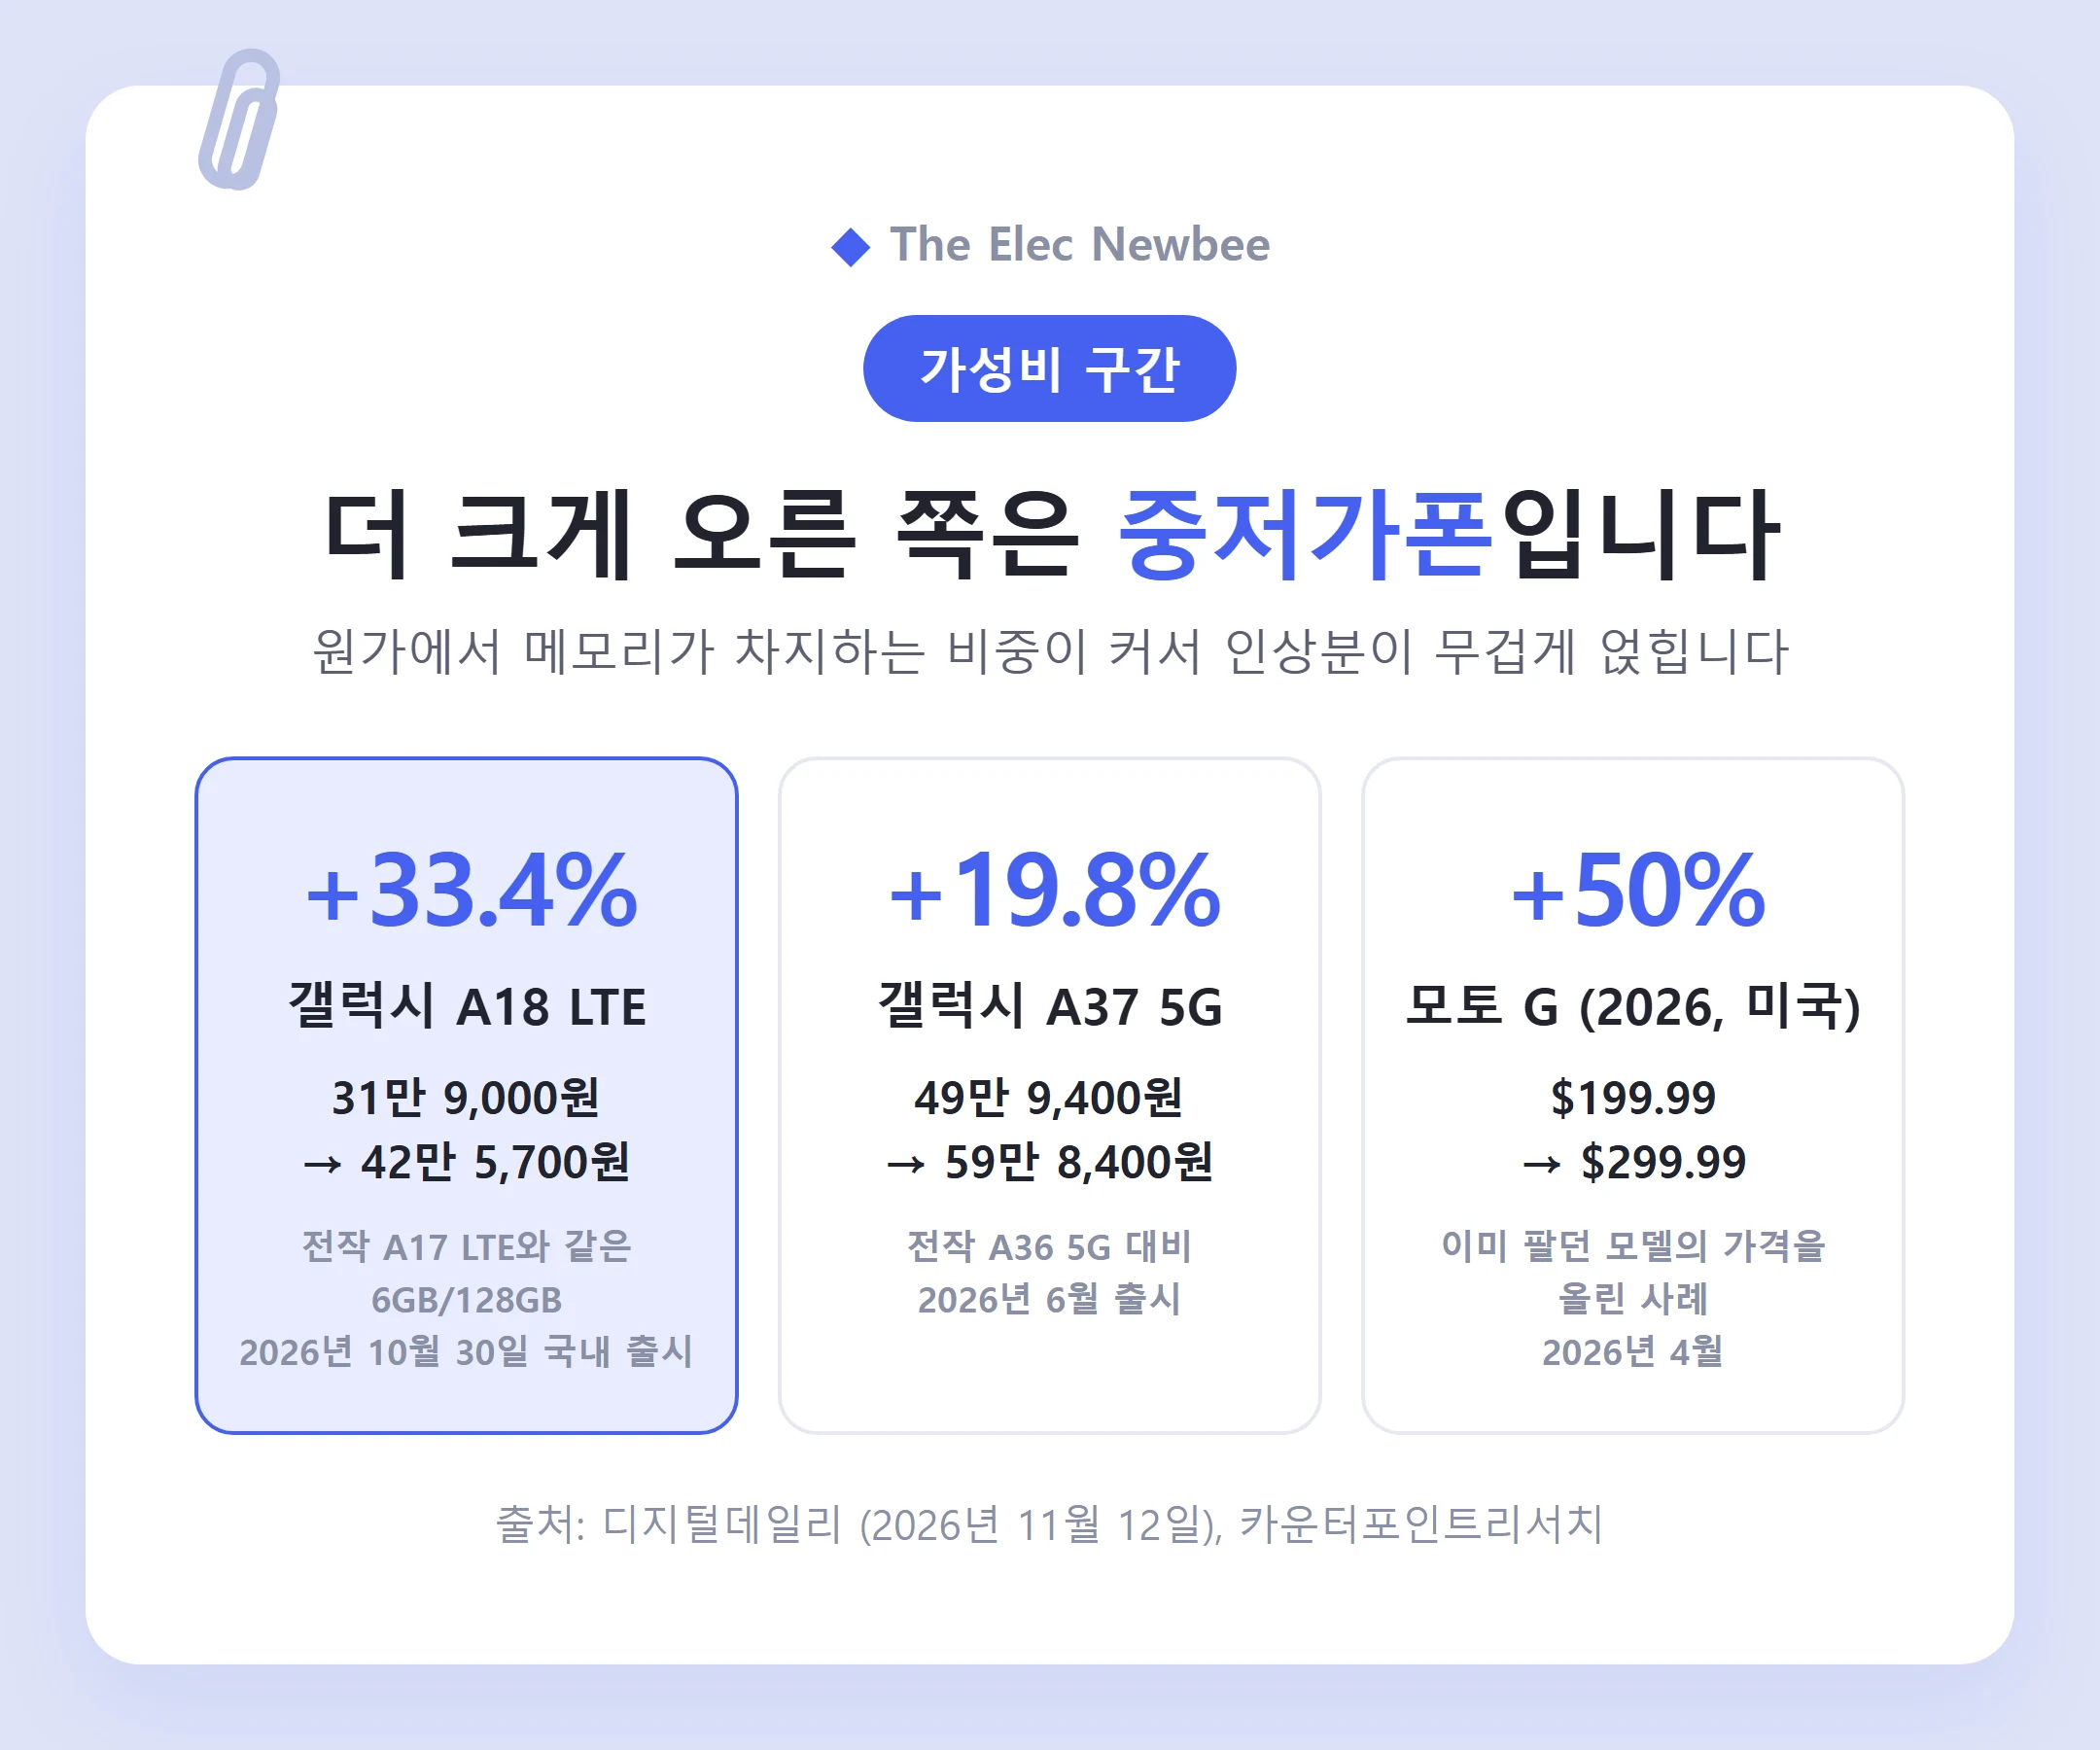 The Elec Newbee
가성비 구간
더 크게 오른 쪽은 중저가폰입니다
원가에서 메모리가 차지하는 비중이 커서 인상분이 무겁게 얹힙니다
+33.4%
갤럭시 A18 LTE
31만 9,000원
→ 42만 5,700원
전작 A17 LTE와 같은
6GB/128GB
2026년 10월 30일 국내 출시
+19.8%
갤럭시 A37 5G
49만 9,400원
→ 59만 8,400원
전작 A36 5G 대비
2026년 6월 출시
+50%
모토 G (2026, 미국)
$199.99
→ $299.99
이미 팔던 모델의 가격을
올린 사례
2026년 4월
출처: 디지털데일리 (2026년 11월 12일), 카운터포인트리서치